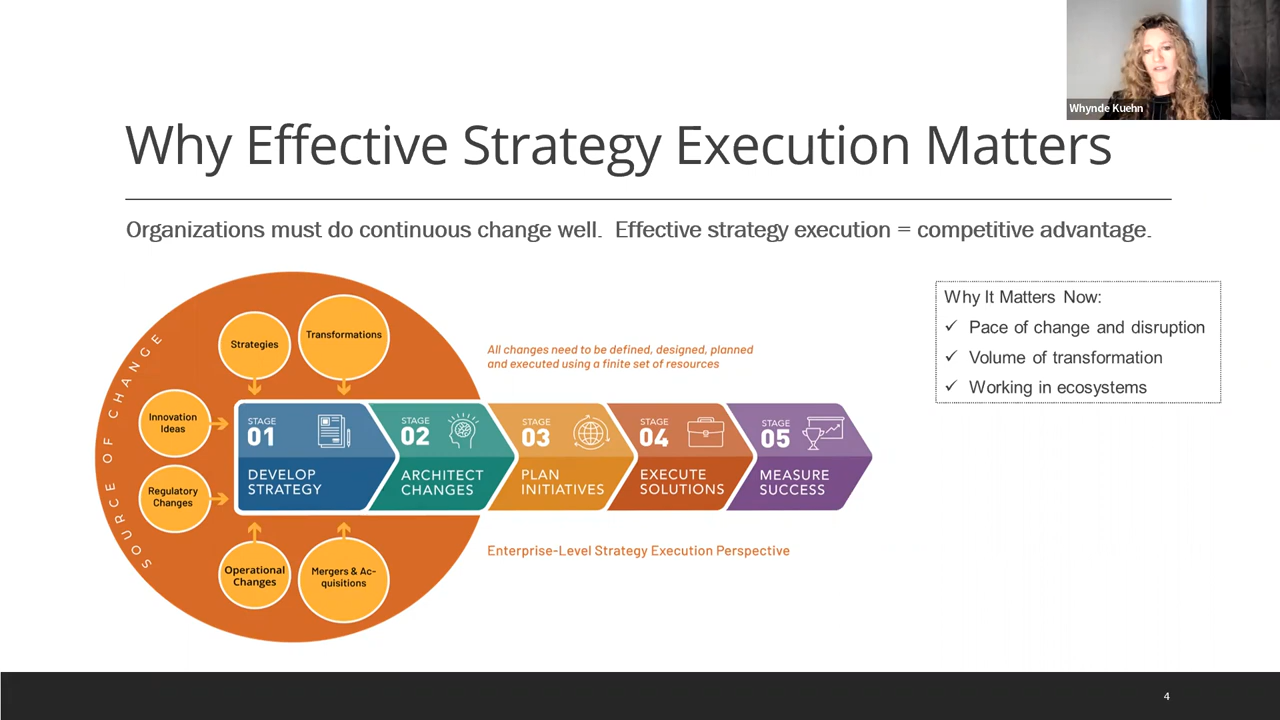 Whynde Kuehn
Why Effective Strategy Execution Matters
Organizations must do continuous change well.  Effective strategy execution = competitive advantage.
SOURCE OF CHANGE
Strategies
Transformations
Innovation
Ideas
Regulatory
Changes
Operational
Changes
Mergers & Ac-
quisitions
All changes need to be defined, designed, planned
and executed using a finite set of resources
STAGE
01
DEVELOP
STRATEGY
STAGE
02
ARCHITECT
CHANGES
STAGE
03
PLAN
INITIATIVES
STAGE
04
EXECUTE
SOLUTIONS
STAGE
05
MEASURE
SUCCESS
Enterprise-Level Strategy Execution Perspective
Why It Matters Now:
✓ Pace of change and disruption
✓ Volume of transformation
✓ Working in ecosystems
4